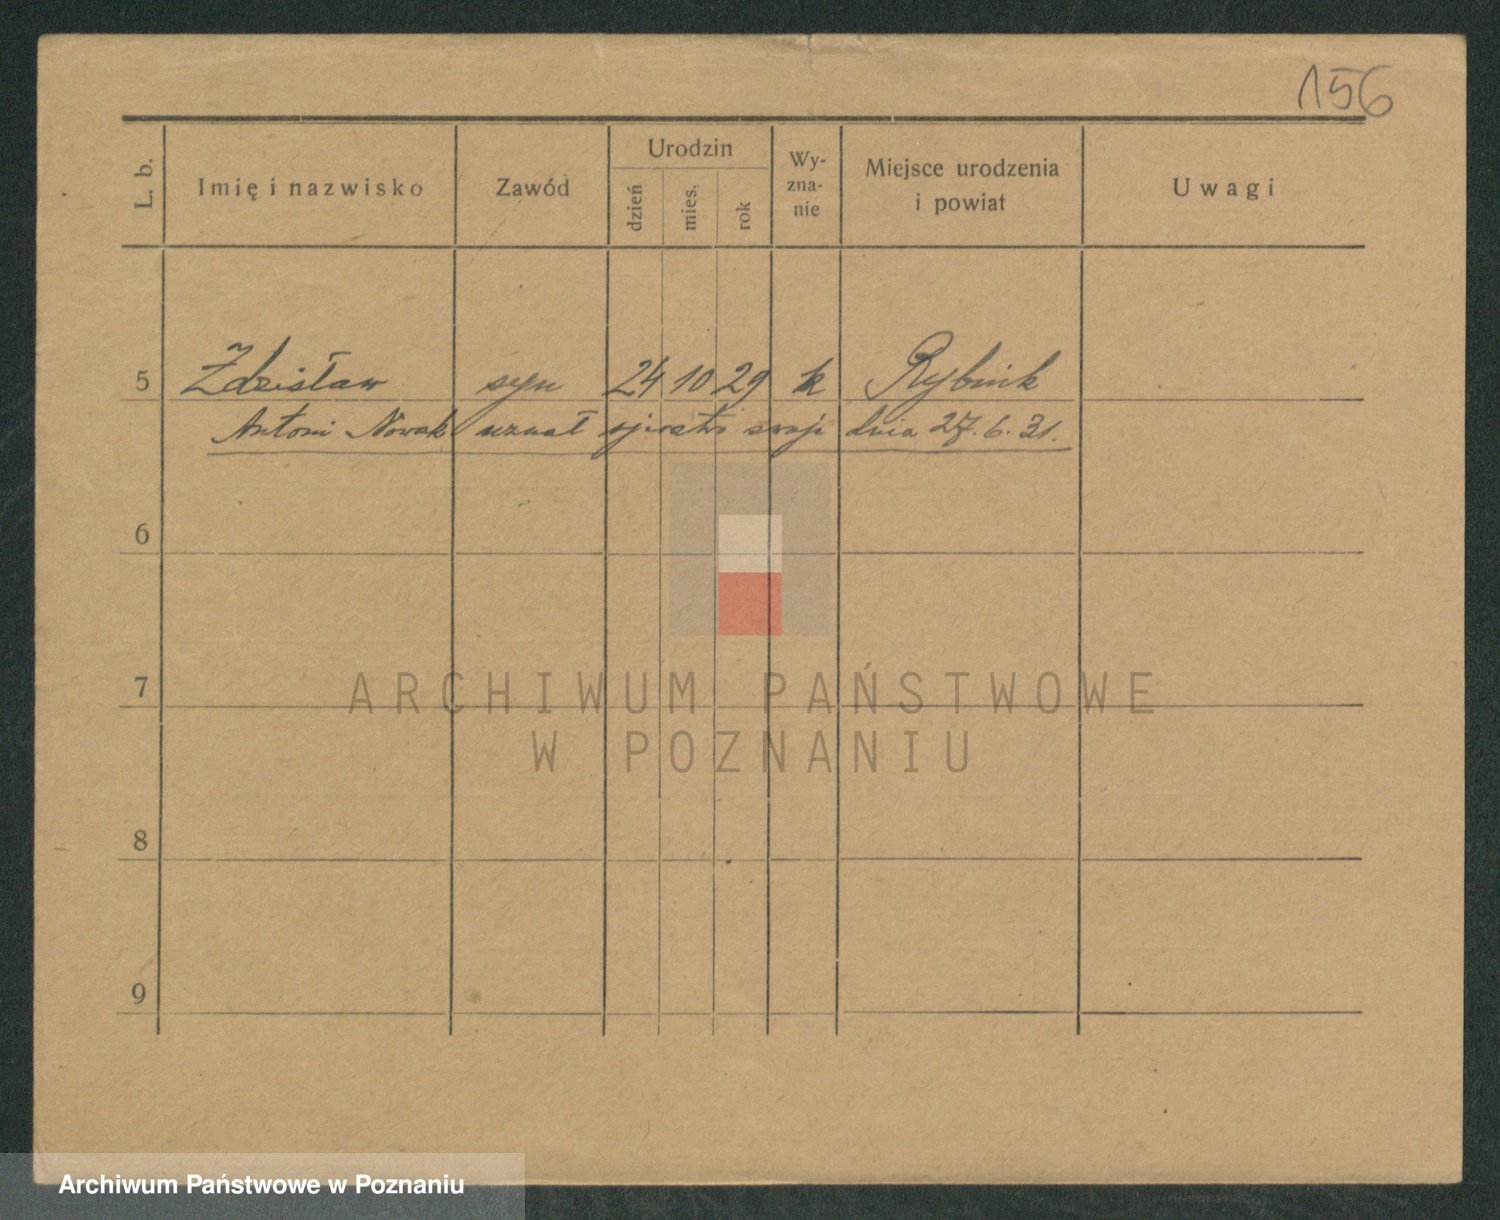 156
L. b.
Imię i nazwisko
Zawód
Urodzin
dzień
mies.
rok
Wy-
zna-
nie
Miejsce urodzenia
i powiat
Uwagi
5 Zdzisław syn 24 10 29 k Rybnik
Antoni Nowak uznał ojcostwo swoje dnia 27.6.31.
6
7
8
9
ARCHIWUM PAŃSTWOWE
W POZNANIU
Archiwum Państwowe w Poznaniu